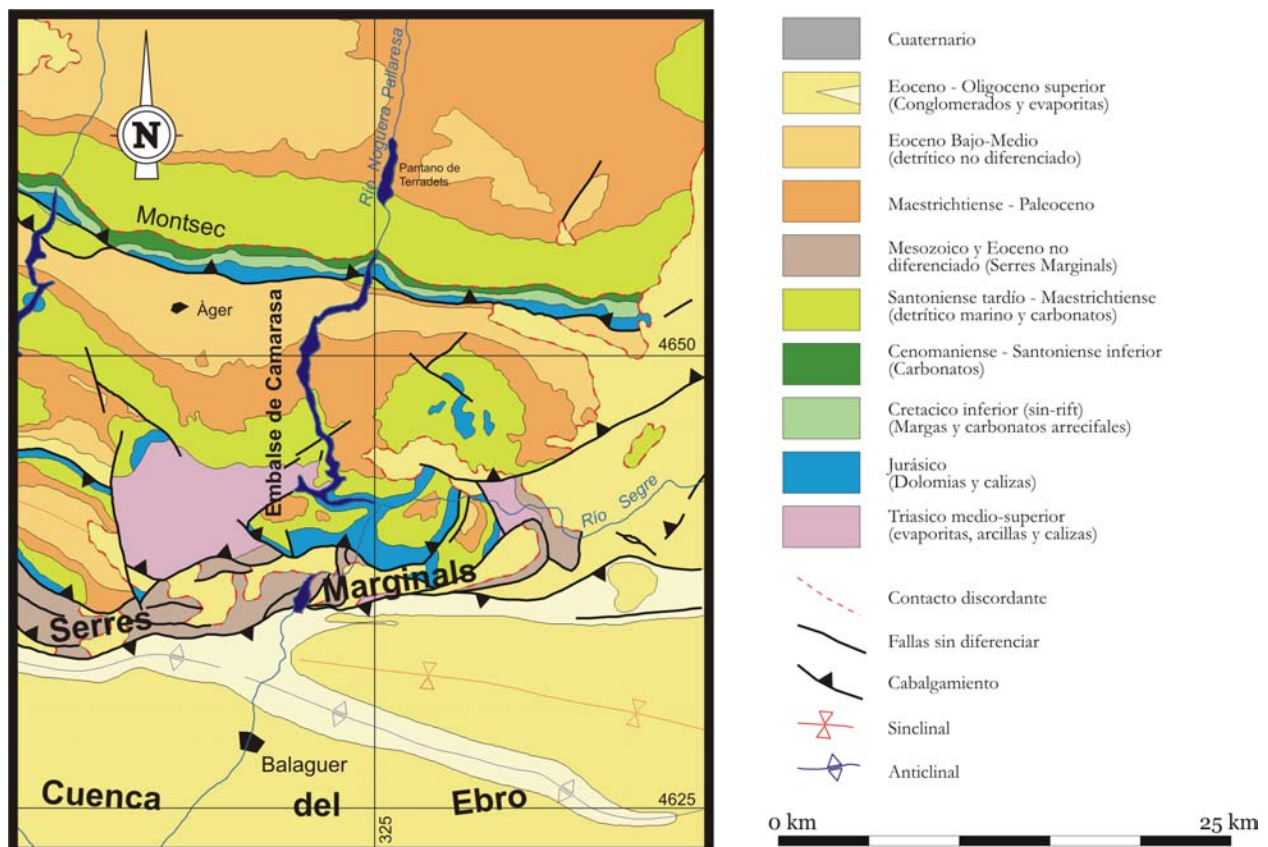 N
Río Noguera Pallaresa
Pantano de
Terradets
Montsec
Àger
Embalse de Camarasa
4650
Río Segre
Marginals
Serres
Balaguer
Cuenca
del
Ebro
4625
325
Cuaternario
Eoceno - Oligoceno superior
(Conglomerados y evaporitas)
Eoceno Bajo-Medio
(detrítico no diferenciado)
Maestrichtiense - Paleoceno
Mesozoico y Eoceno no
diferenciado (Serres Marginals)
Santoniense tardío - Maestrichtiense
(detrítico marino y carbonatos)
Cenomaniense - Santoniense inferior
(Carbonatos)
Cretacico inferior (sin-rift)
(Margas y carbonatos arrecifales)
Jurásico
(Dolomias y calizas)
Triasico medio-superior
(evaporitas, arcillas y calizas)
Contacto discordante
Fallas sin diferenciar
Cabalgamiento
Sinclinal
Anticlinal
0 km
25 km